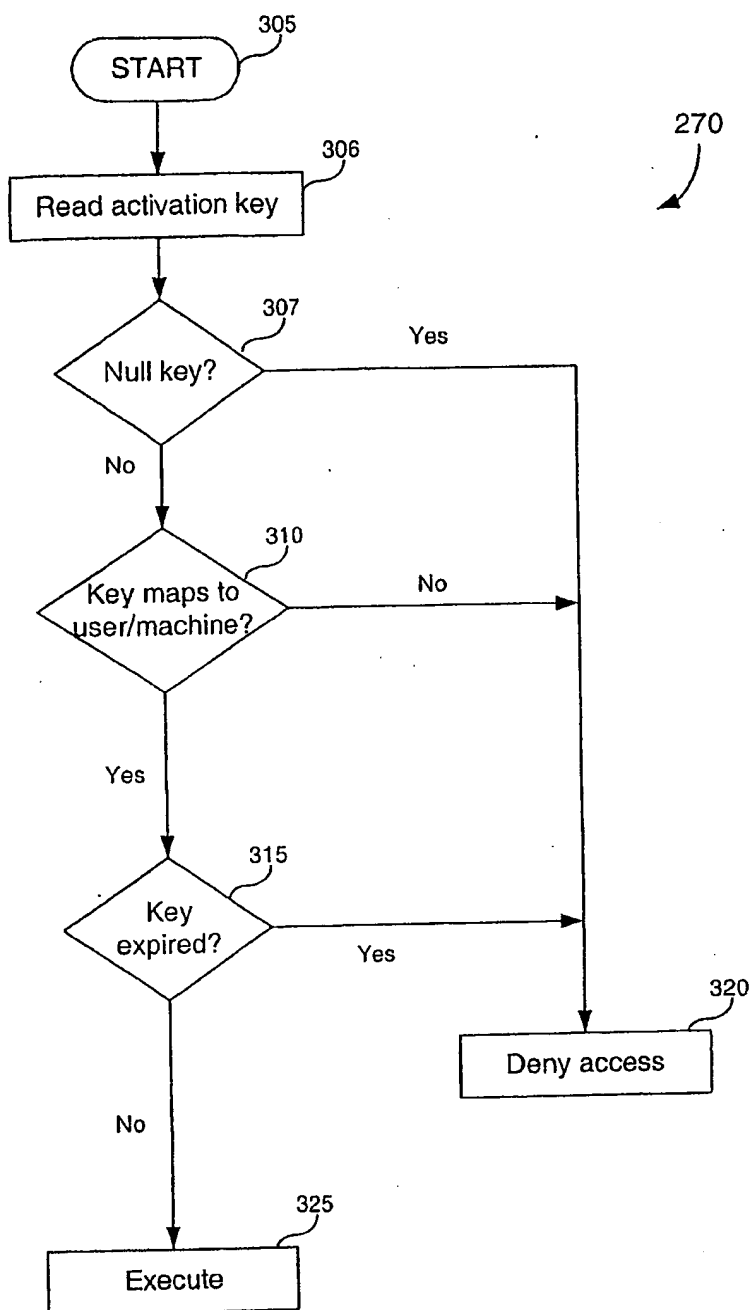 305
START
270
306
Read activation key
307
Yes
Null key?
No
310
Key maps to
user/machine?
No
Yes
315
Key
expired?
Yes
320
Deny access
No
325
Execute